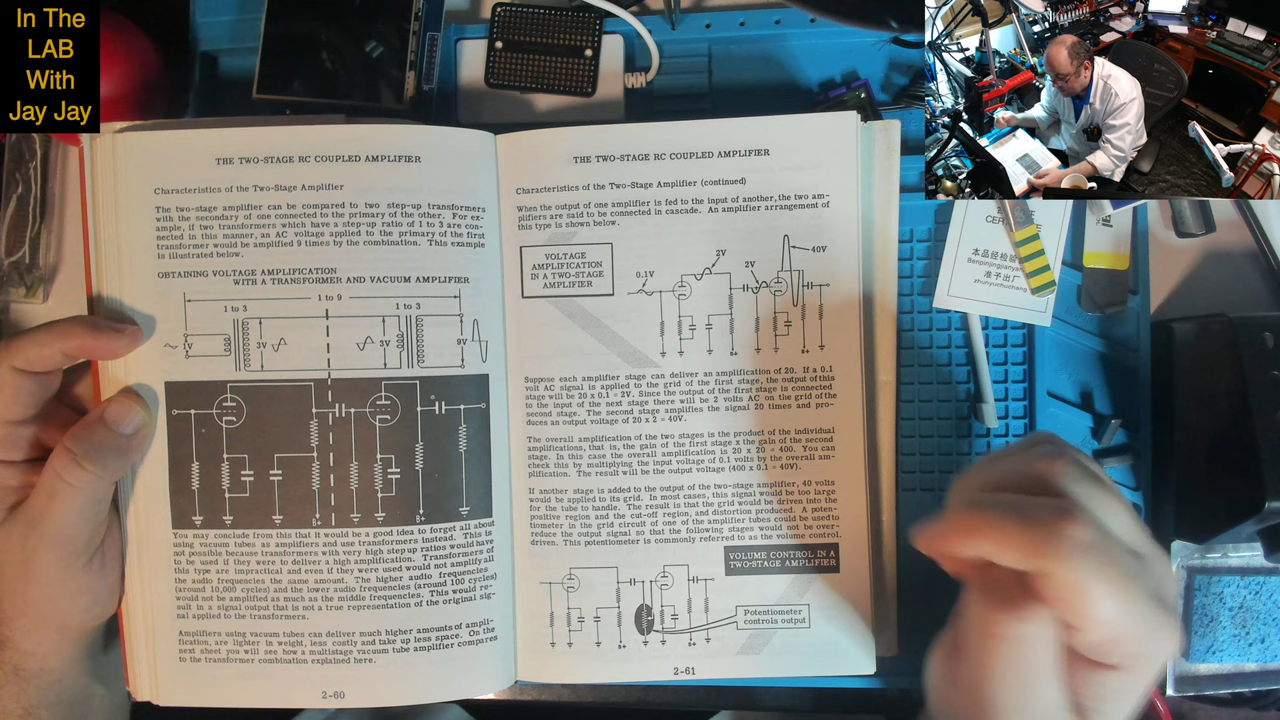 In The
LAB
With
Jay Jay
THE TWO-STAGE RC COUPLED AMPLIFIER
Characteristics of the Two-Stage Amplifier
The two-stage amplifier can be compared to two step-up transformers
with the secondary of one connected to the primary of the other. For ex-
ample, if two transformers which have a step-up ratio of 1 to 3 are con-
nected in this manner, an AC voltage applied to the primary of the first
transformer would be amplified 9 times by the combination. This example
is illustrated below.
OBTAINING VOLTAGE AMPLIFICATION
WITH A TRANSFORMER AND VACUUM AMPLIFIER
1 to 9
1 to 3
1 to 3
1V
3V
3V
9V
B+
B+
You may conclude from this that it would be a good idea to forget all about
using vacuum tubes as amplifiers and use transformers instead. This is
not possible because transformers with very high step up ratios would have
to be used if they were to deliver a high amplification. Transformers of
this type are impractical and even if they were used would not amplify all
the audio frequencies the same amount. The higher audio frequencies
(around 10,000 cycles) and the lower audio frequencies (around 100 cycles)
would not be amplified as much as the middle frequencies. This would re-
sult in a signal output that is not a true representation of the original sig-
nal applied to the transformers.
Amplifiers using vacuum tubes can deliver much higher amounts of ampli-
fication, are lighter in weight, less costly and take up less space. On the
next sheet you will see how a multistage vacuum tube amplifier compares
to the transformer combination explained here.
2-60
THE TWO-STAGE RC COUPLED AMPLIFIER
Characteristics of the Two-Stage Amplifier (continued)
When the output of one amplifier is fed to the input of another, the two am-
plifiers are said to be connected in cascade. An amplifier arrangement of
this type is shown below.
VOLTAGE
AMPLIFICATION
IN A TWO-STAGE
AMPLIFIER
0.1V
2V
2V
40V
B+
B+
Suppose each amplifier stage can deliver an amplification of 20. If a 0.1
volt AC signal is applied to the grid of the first stage, the output of this
stage will be 20 x 0.1 = 2V. Since the output of the first stage is connected
to the input of the next stage there will be 2 volts AC on the grid of the
second stage. The second stage amplifies the signal 20 times and pro-
duces an output voltage of 20 x 2 = 40V.
The overall amplification of the two stages is the product of the individual
amplifications, that is, the gain of the first stage x the gain of the second
stage. In this case the overall amplification is 20 x 20 = 400. You can
check this by multiplying the input voltage of 0.1 volts by the overall am-
plification. The result will be the output voltage (400 x 0.1 = 40V).
If another stage is added to the output of the two-stage amplifier, 40 volts
would be applied to its grid. In most cases, this signal would be too large
for the tube to handle. The result is that the grid would be driven into the
positive region and the cut-off region, and distortion produced. A poten-
tiometer in the grid circuit of one of the amplifier tubes could be used to
reduce the output signal so that the following stages would not be over-
driven. This potentiometer is commonly referred to as the volume control.
VOLUME CONTROL IN A
TWO-STAGE AMPLIFIER
Potentiometer
controls output
B+
B+
2-61
本品经检验
Benpinjingjianyan
准予出厂
zhunyuchuchang